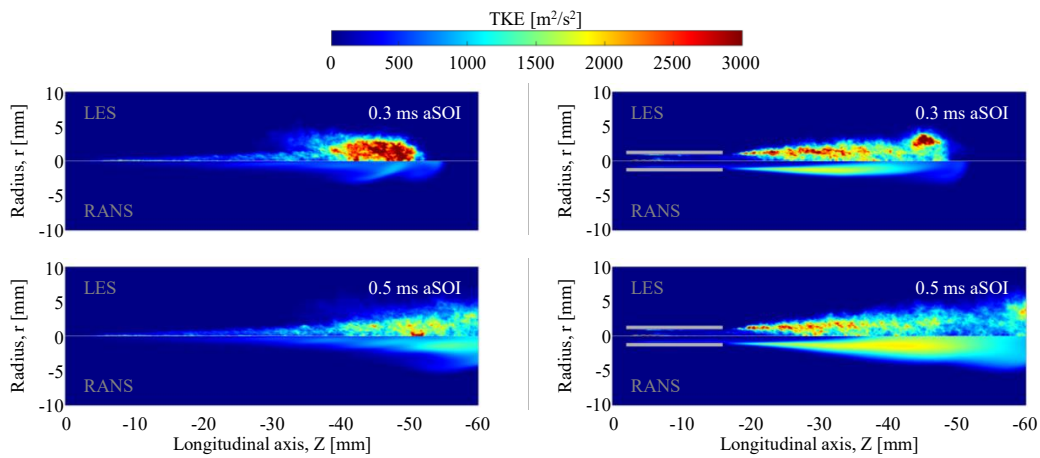 TKE [m²/s²]
0 500 1000 1500 2000 2500 3000
10 LES 0.3 ms aSOI
5
0
-5
-10 RANS
Radius, r [mm]
10 LES 0.3 ms aSOI
5
0
-5
-10 RANS
Radius, r [mm]
10 LES 0.5 ms aSOI
5
0
-5
-10 RANS
Radius, r [mm]
0 -10 -20 -30 -40 -50 -60
Longitudinal axis, Z [mm]
10 LES 0.5 ms aSOI
5
0
-5
-10 RANS
Radius, r [mm]
0 -10 -20 -30 -40 -50 -60
Longitudinal axis, Z [mm]